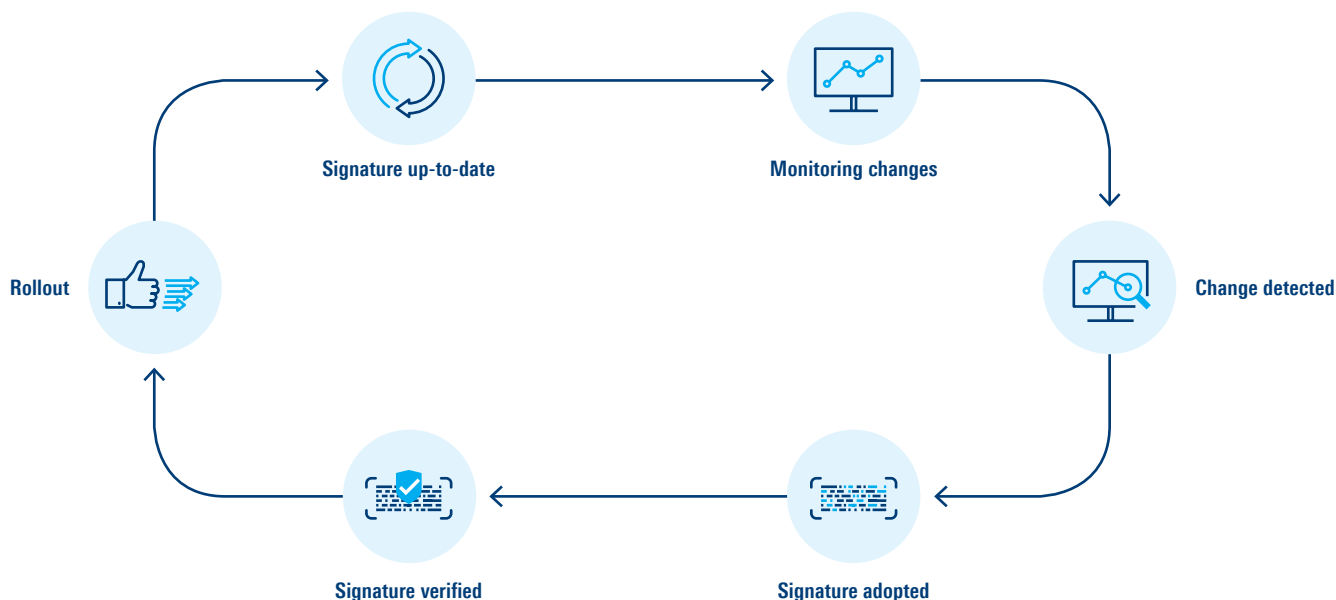 Signature up-to-date
Monitoring changes
Rollout
Change detected
Signature verified
Signature adopted